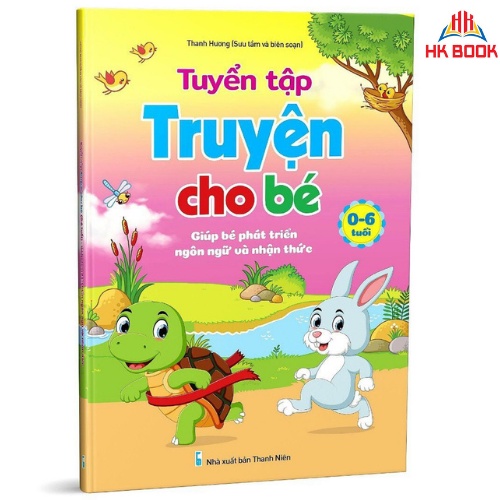 HK BOOK
Thanh Hương (Sưu tầm và biên soạn)
Tuyển tập
Truyện
cho bé
Giúp bé phát triển
ngôn ngữ và nhận thức
0-6
tuổi
Nhà xuất bản Thanh Niên